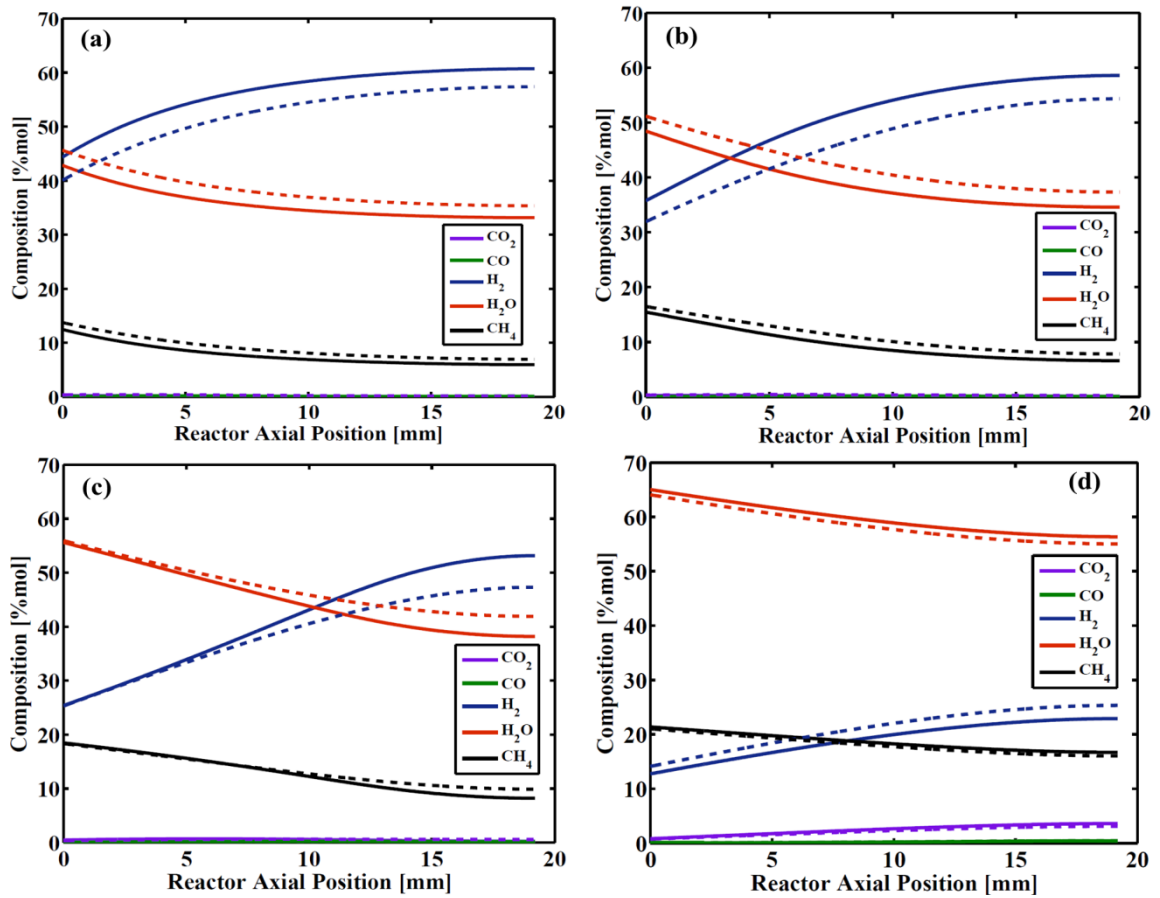 (a)
Composition [%mol]
70
60
50
40
30
20
10
0
CO2
CO
H2
H2O
CH4
0 5 10 15 20
Reactor Axial Position [mm]
(b)
Composition [%mol]
70
60
50
40
30
20
10
0
CO2
CO
H2
H2O
CH4
0 5 10 15 20
Reactor Axial Position [mm]
(c)
Composition [%mol]
70
60
50
40
30
20
10
0
CO2
CO
H2
H2O
CH4
0 5 10 15 20
Reactor Axial Position [mm]
(d)
Composition [%mol]
70
60
50
40
30
20
10
0
CO2
CO
H2
H2O
CH4
0 5 10 15 20
Reactor Axial Position [mm]